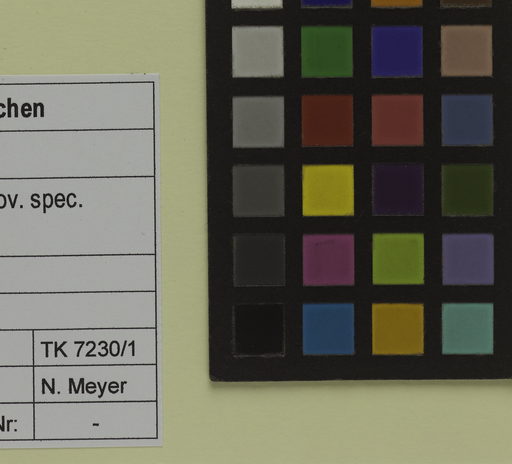 chen
ov. spec.
TK 7230/1
N. Meyer
Nr: -